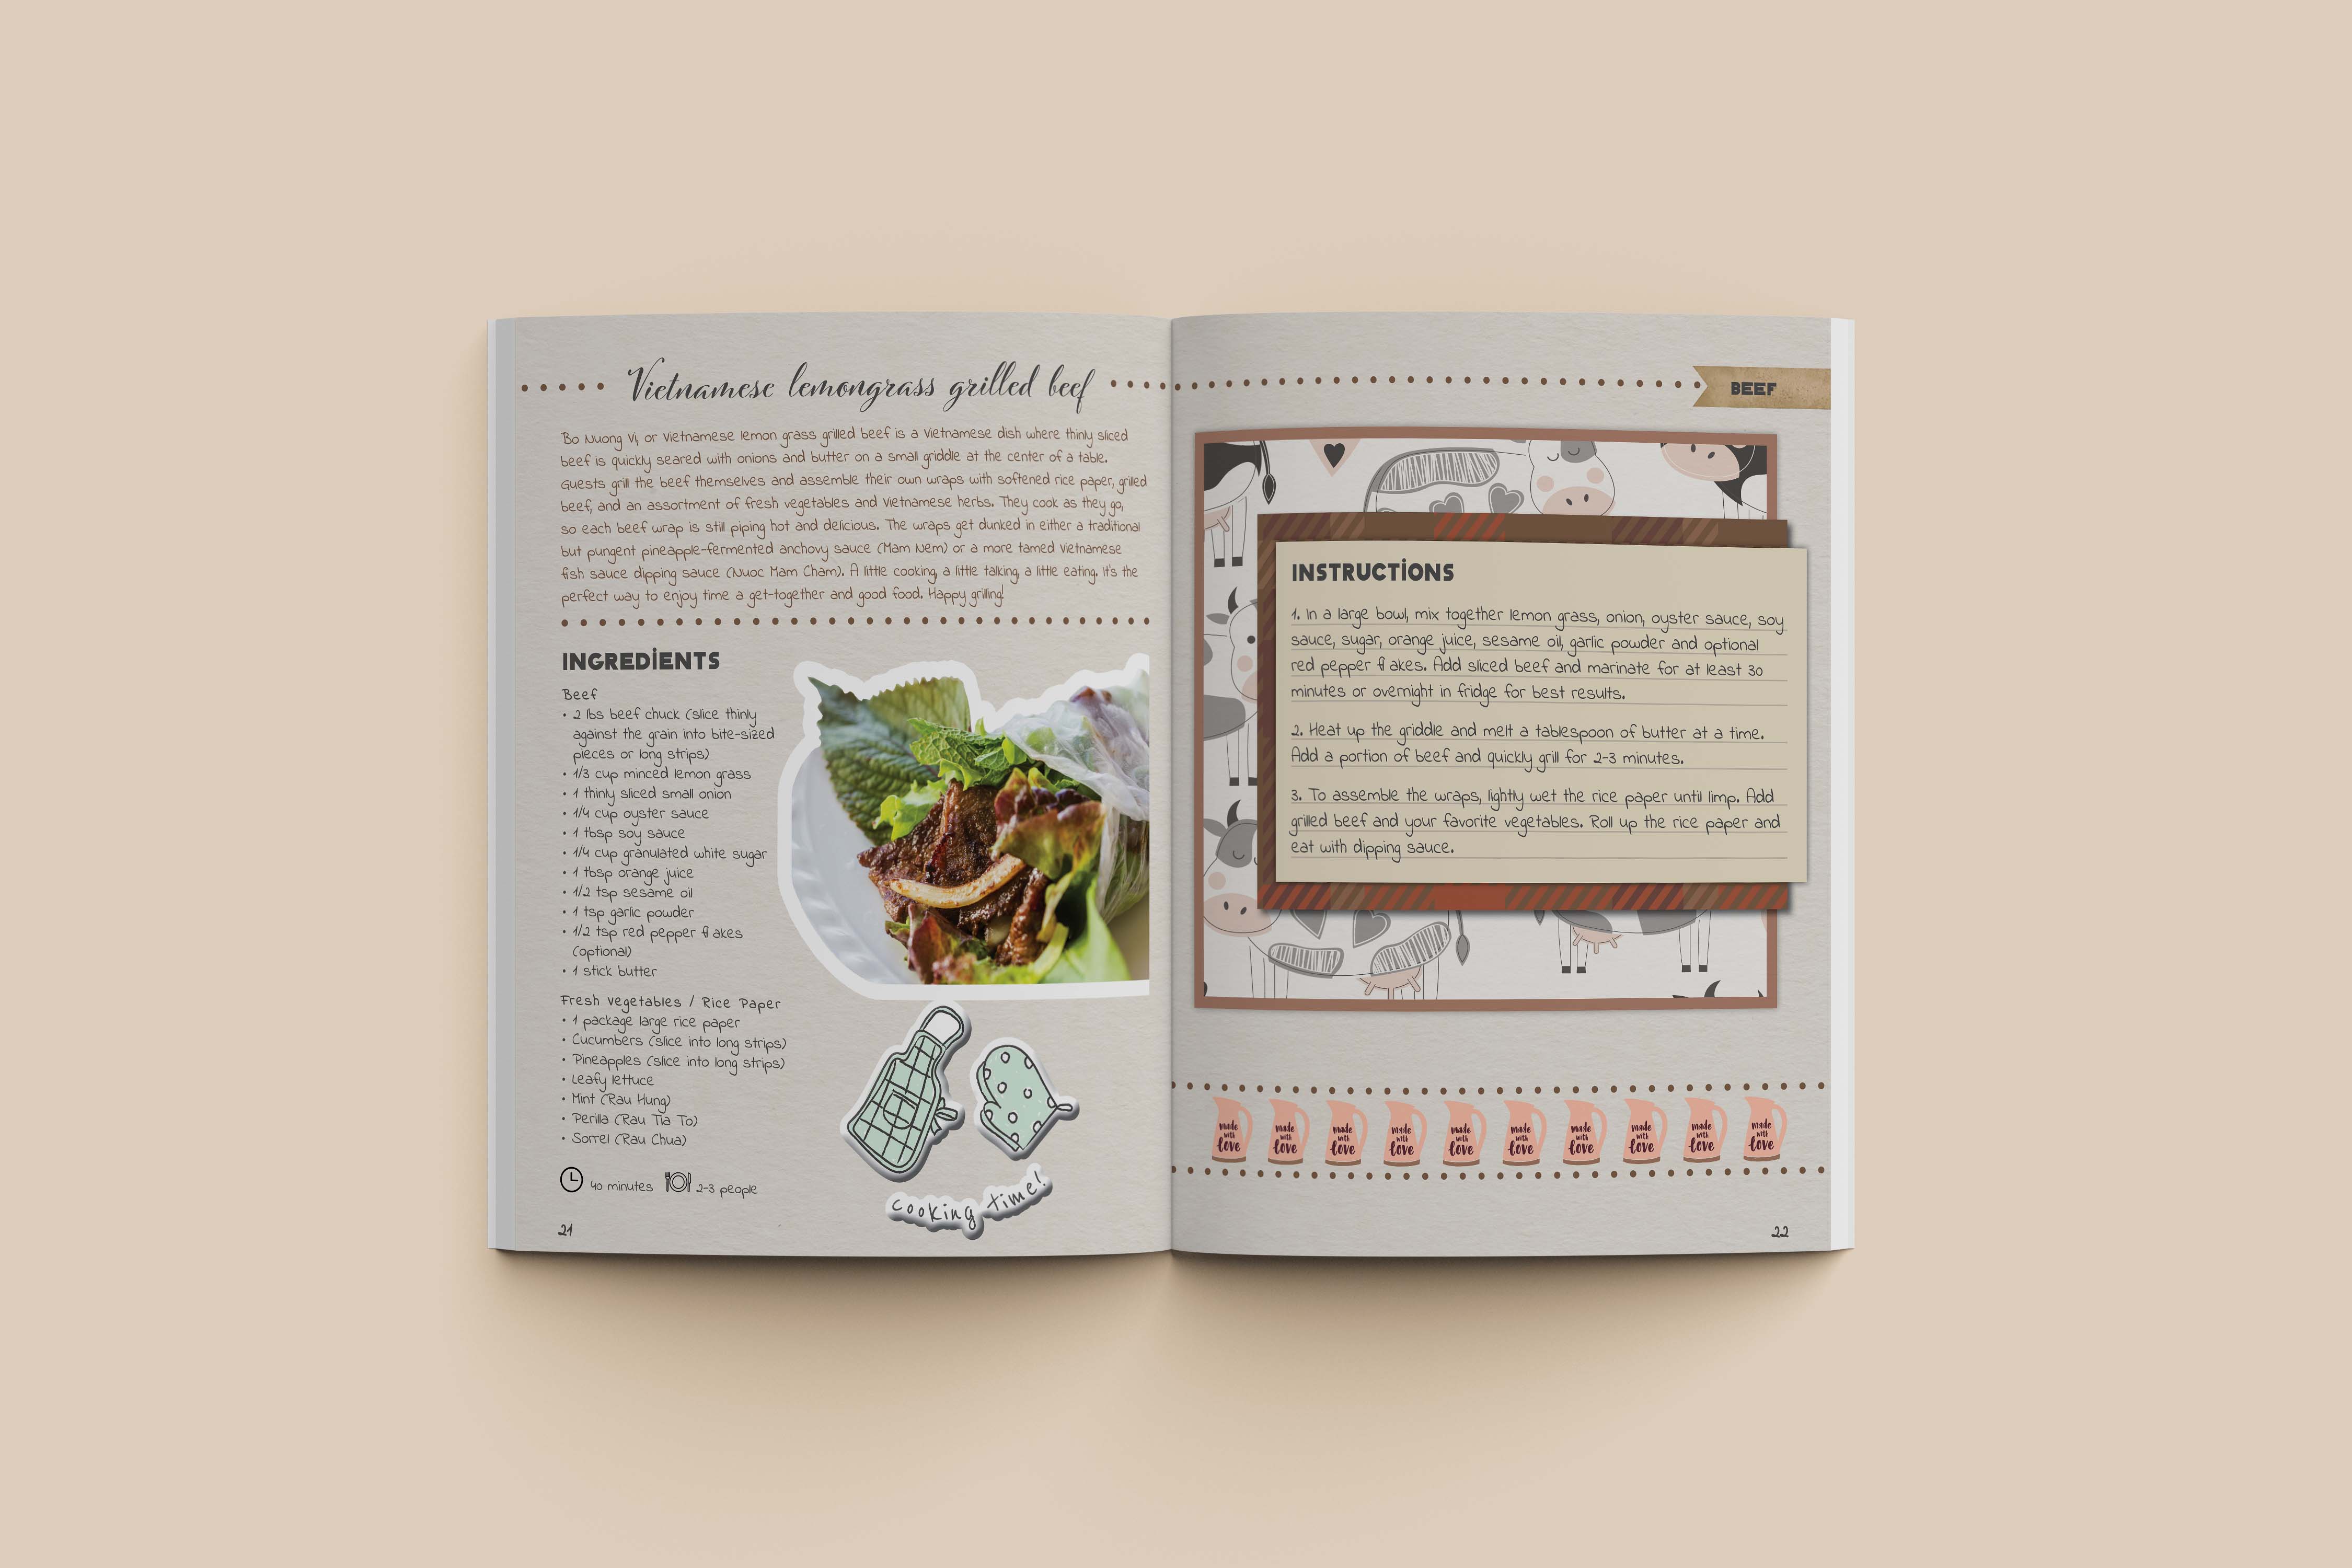 Vietnamese lemongrass grilled beef
Bo Nuong Vi, or Vietnamese lemon grass grilled beef is a Vietnamese dish where thinly sliced
beef is quickly seared with onions and butter on a small griddle at the center of a table.
Guests grill the beef themselves and assemble their own wraps with softened rice paper, grilled
beef, and an assortment of fresh vegetables and Vietnamese herbs. They cook as they go,
so each beef wrap is still piping hot and delicious. The wraps get dunked in either a traditional
but pungent pineapple-fermented anchovy sauce (Mam Nem) or a more tamed Vietnamese
fish sauce dipping sauce (Nuoc Mam Cham). A little cooking, a little talking, a little eating. It's the
perfect way to enjoy time a get-together and good food. Happy grilling!
INGREDIENTS
Beef
• 2 lbs beef chuck (slice thinly
against the grain into bite-sized
pieces or long strips)
• 1/3 cup minced lemon grass
• 1 thinly sliced small onion
• 1/4 cup oyster sauce
• 1 tbsp soy sauce
• 1/4 cup granulated white sugar
• 1 tbsp orange juice
• 1/2 tsp sesame oil
• 1 tsp garlic powder
• 1/2 tsp red pepper fl akes
(optional)
• 1 stick butter
Fresh Vegetables / Rice Paper
• 1 package large rice paper
• Cucumbers (slice into long strips)
• Pineapples (slice into long strips)
• Leafy lettuce
• Mint (Rau Hung)
• Perilla (Rau Tia To)
• Sorrel (Rau Chua)
40 minutes 2-3 people
cooking time!
21
BEEF
INSTRUCTIONS
1. In a large bowl, mix together lemon grass, onion, oyster sauce, soy
sauce, sugar, orange juice, sesame oil, garlic powder and optional
red pepper fl akes. Add sliced beef and marinate for at least 30
minutes or overnight in fridge for best results.
2. Heat up the griddle and melt a tablespoon of butter at a time.
Add a portion of beef and quickly grill for 2-3 minutes.
3. To assemble the wraps, lightly wet the rice paper until limp. Add
grilled beef and your favorite vegetables. Roll up the rice paper and
eat with dipping sauce.
made with love
made with love
made with love
made with love
made with love
made with love
made with love
made with love
made with love
made with love
22